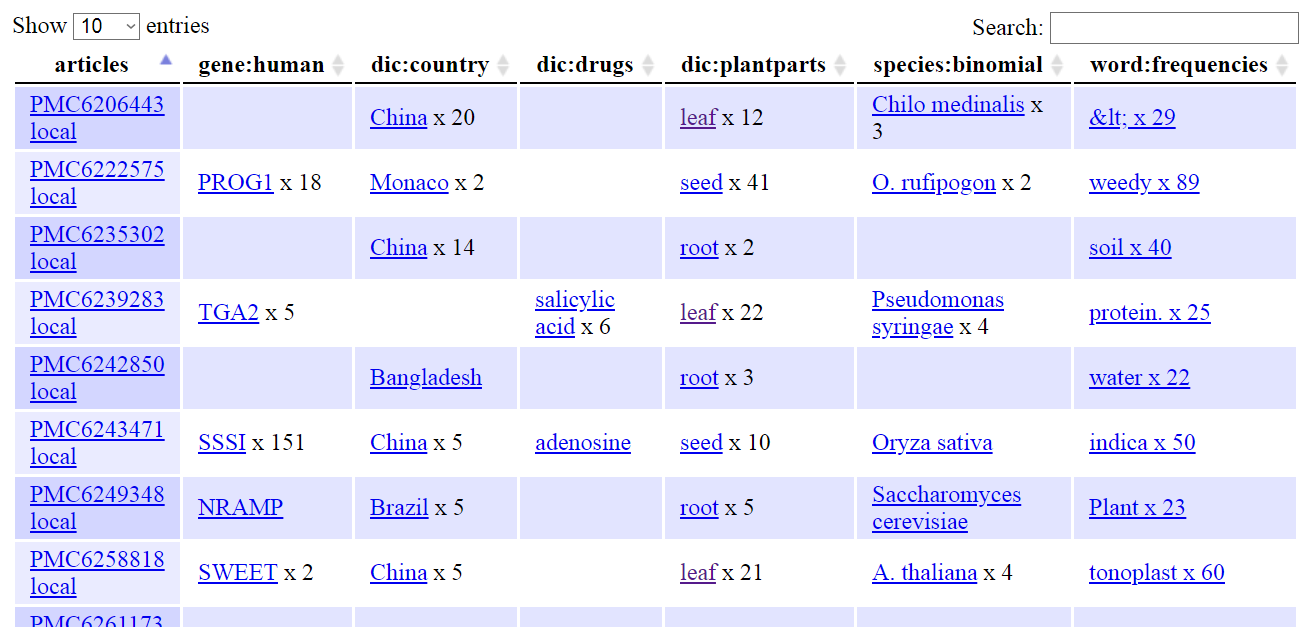 Show 10 entries Search:
articles gene:human dic:country dic:drugs dic:plantparts species:binomial word:frequencies
PMC6206443 local China x 20 leaf x 12 Chilo medinalis x 3 &lt; x 29
PMC6222575 local PROG1 x 18 Monaco x 2 seed x 41 O. rufipogon x 2 weedy x 89
PMC6235302 local China x 14 root x 2 soil x 40
PMC6239283 local TGA2 x 5 salicylic acid x 6 leaf x 22 Pseudomonas syringae x 4 protein. x 25
PMC6242850 local Bangladesh root x 3 water x 22
PMC6243471 local SSSI x 151 China x 5 adenosine seed x 10 Oryza sativa indica x 50
PMC6249348 local NRAMP Brazil x 5 root x 5 Saccharomyces cerevisiae Plant x 23
PMC6258818 local SWEET x 2 China x 5 leaf x 21 A. thaliana x 4 tonoplast x 60
PMC6261173